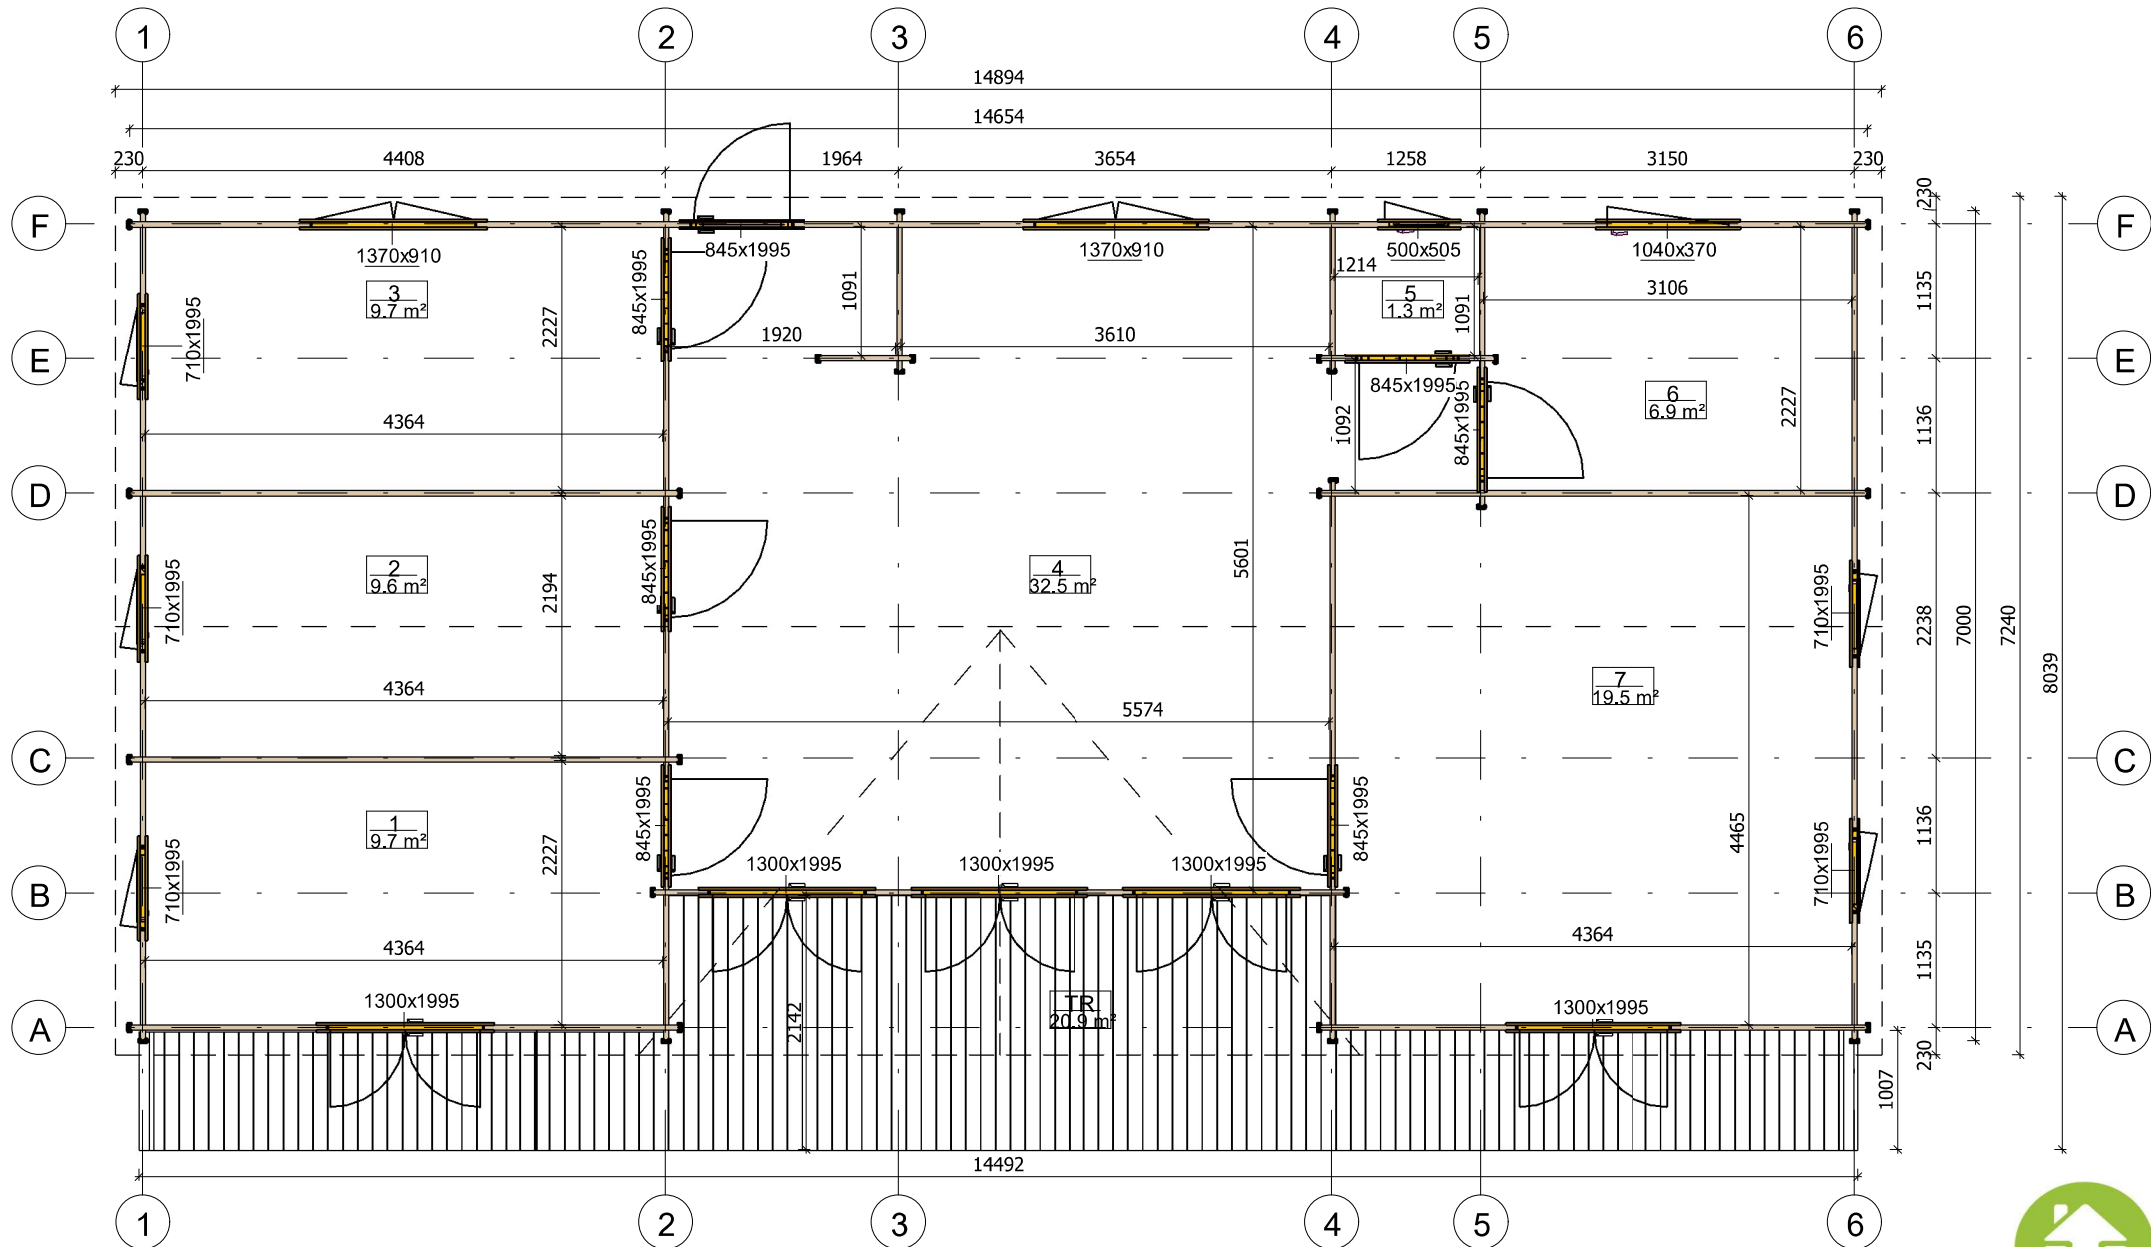 1 2 3 4 5 6
14894
14654
230 4408 1964 3654 1258 3150 230
F F
230
1370x910 845x1995 1370x910 500x505 1040x370
3
9.7 m²
710x1995
2227
845x1995
1091
1920
3610
1214
5
1.3 m²
1091
3106
1135
E E
4364
845x1995
1092
845x1995
6
6.9 m²
2227
1136
D D
2
9.6 m²
710x1995
2194
845x1995
4
32.5 m²
5601
710x1995
2238
7000
7240
8039
4364
5574
7
19.5 m²
C C
1
9.7 m²
710x1995
2227
845x1995
1300x1995 1300x1995 1300x1995
845x1995
4465
710x1995
1136
B B
4364
4364
1135
1300x1995
2142
TR
20.9 m²
1300x1995
A A
230
1007
14492
1 2 3 4 5 6